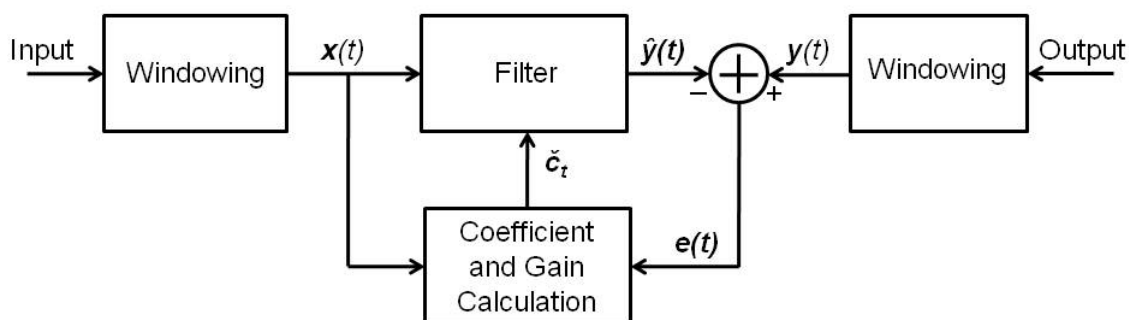 Input
Windowing
x(t)
Filter
ŷ(t)
−
+
y(t)
Windowing
Output
č_t
Coefficient
and Gain
Calculation
e(t)